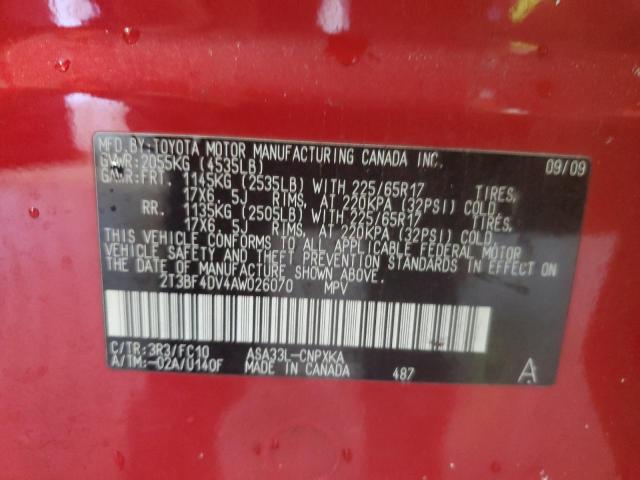 MFD.BY:TOYOTA MOTOR MANUFACTURING CANADA INC. 09/09
GVWR:2055KG (4535LB)
GAWR:FRT. 1145KG (2535LB) WITH 225/65R17 TIRES,
17X6.5J RIMS, AT 220KPA (32PSI) COLD
RR. 1135KG (2505LB) WITH 225/65R17 TIRES,
17X6.5J RIMS, AT 220KPA (32PSI) COLD.
THIS VEHICLE CONFORMS TO ALL APPLICABLE FEDERAL MOTOR
VEHICLE SAFETY AND THEFT PREVENTION STANDARDS IN EFFECT ON
THE DATE OF MANUFACTURE SHOWN ABOVE.
2T3BF4DV4AW026070 MPV
C/TR:3R3/FC10 ASA33L-CNPXKA
A/TM:-02A/U140F MADE IN CANADA 487 A